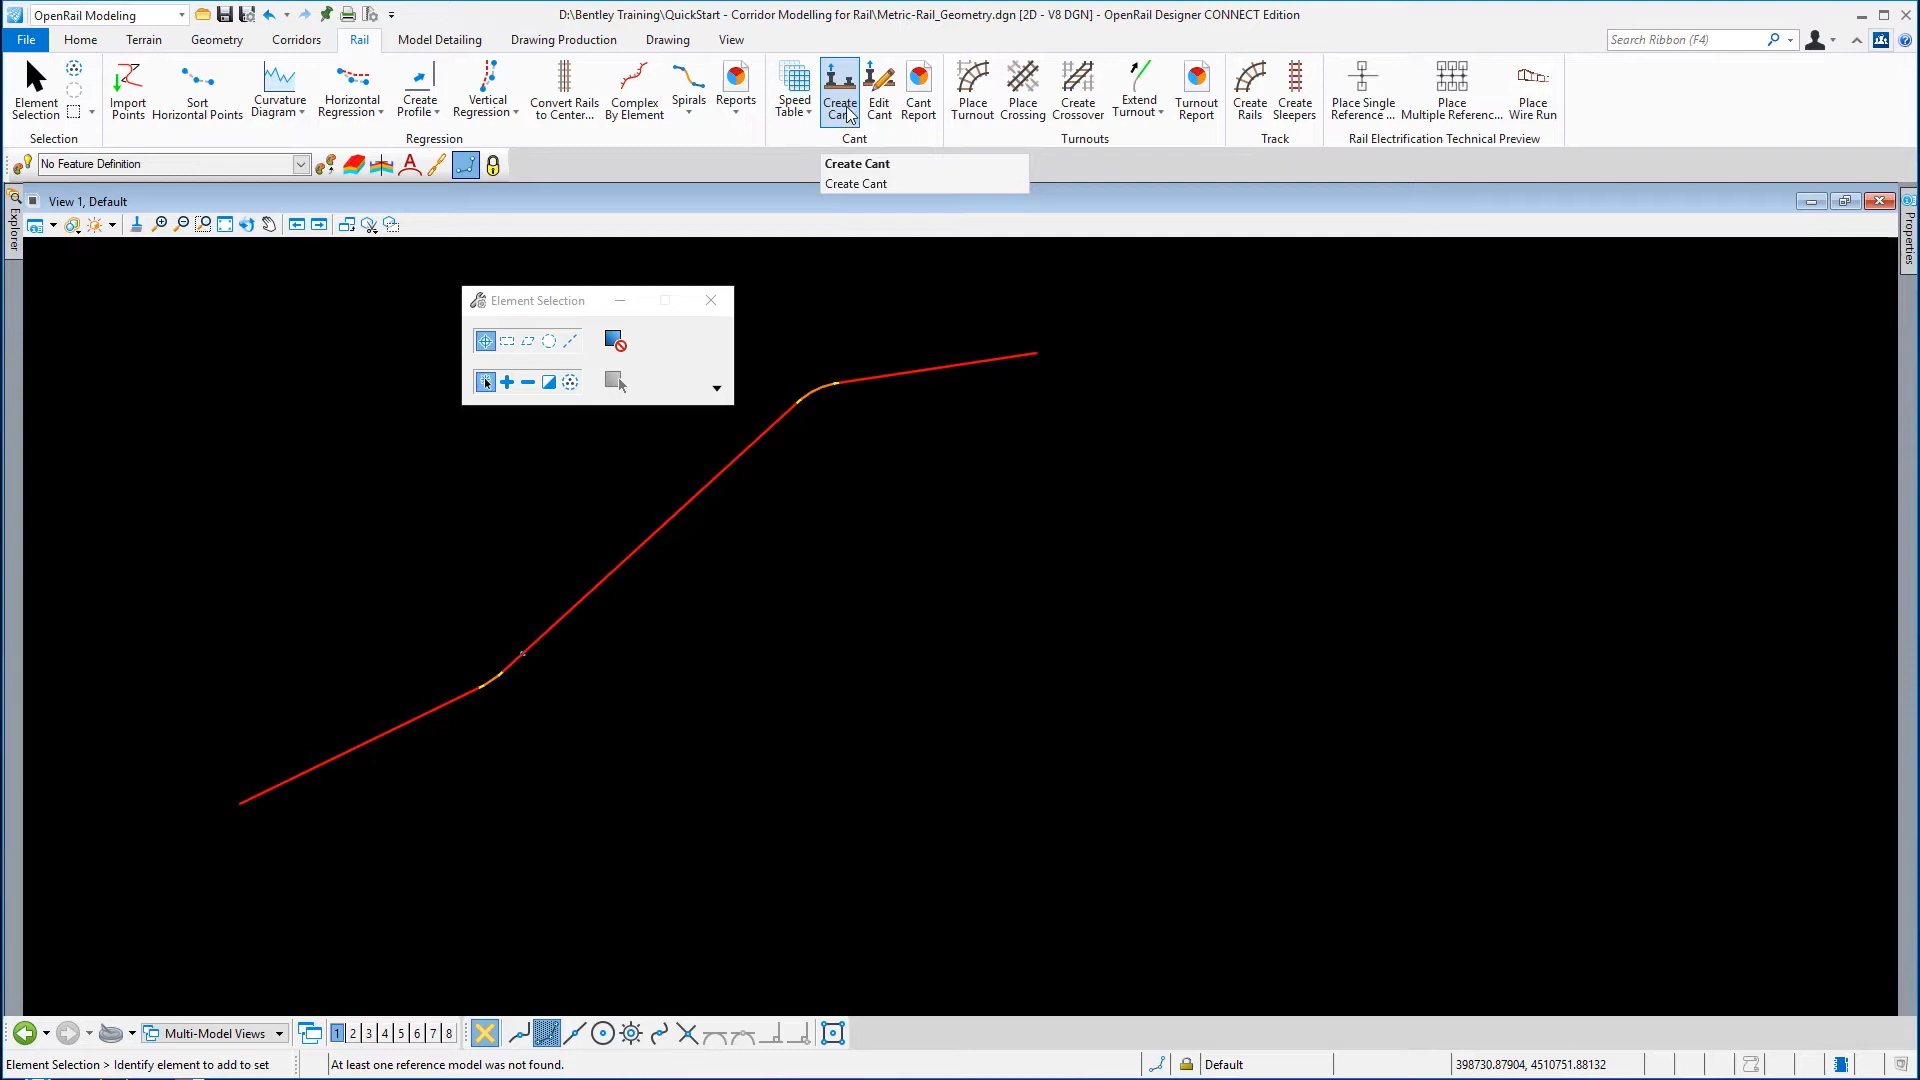 OpenRail Modeling
D:\Bentley Training\QuickStart - Corridor Modelling for Rail\Metric-Rail_Geometry.dgn [2D - V8 DGN] - OpenRail Designer CONNECT Edition
File Home Terrain Geometry Corridors Rail Model Detailing Drawing Production Drawing View
Search Ribbon (F4)
Element Selection
Import Points
Sort Horizontal Points
Curvature Diagram
Horizontal Regression
Create Profile
Vertical Regression
Convert Rails to Center...
Complex By Element
Spirals
Reports
Speed Table
Create
Edit Cant
Cant Report
Place Turnout
Place Crossing
Create Crossover
Extend Turnout
Turnout Report
Create Rails
Create Sleepers
Place Single Reference ...
Place Multiple Referenc...
Place Wire Run
Selection Regression Cant Turnouts Track Rail Electrification Technical Preview
No Feature Definition
Create Cant
Create Cant
Explorer
View 1, Default
Properties
Element Selection
Multi-Model Views
1 2 3 4 5 6 7 8
Element Selection > Identify element to add to set
At least one reference model was not found.
Default
398730.87904, 4510751.88132